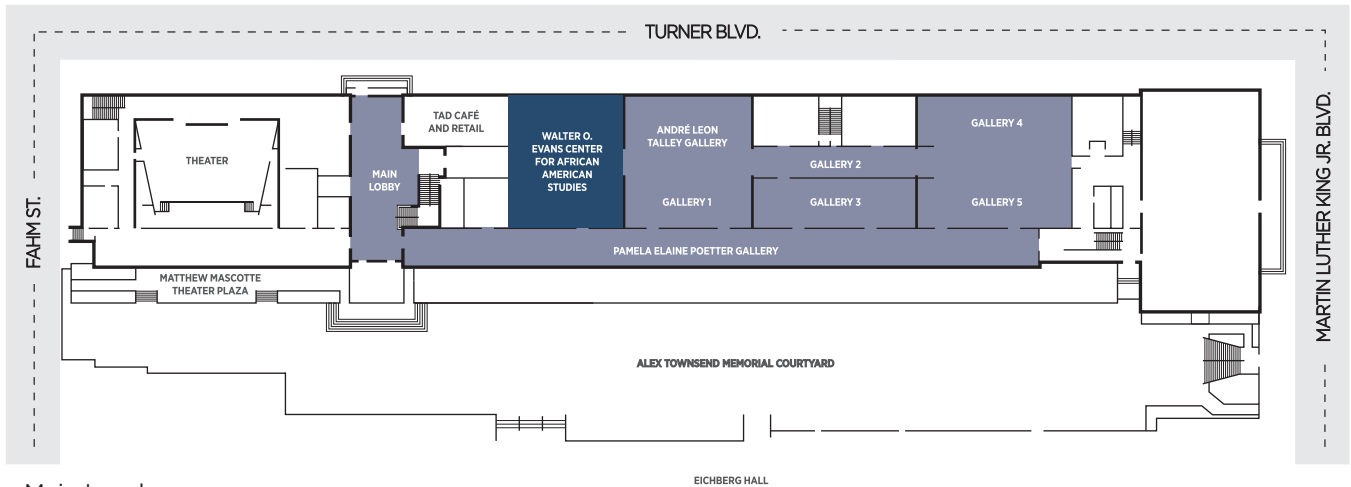 TURNER BLVD.
FAHM ST.
MARTIN LUTHER KING JR. BLVD.
THEATER
MAIN
LOBBY
TAD CAFÉ
AND RETAIL
WALTER O.
EVANS CENTER
FOR AFRICAN
AMERICAN
STUDIES
ANDRÉ LEON
TALLEY GALLERY
GALLERY 1
GALLERY 2
GALLERY 3
GALLERY 4
GALLERY 5
PAMELA ELAINE POETTER GALLERY
MATTHEW MASCOTTE
THEATER PLAZA
ALEX TOWNSEND MEMORIAL COURTYARD
EICHBERG HALL